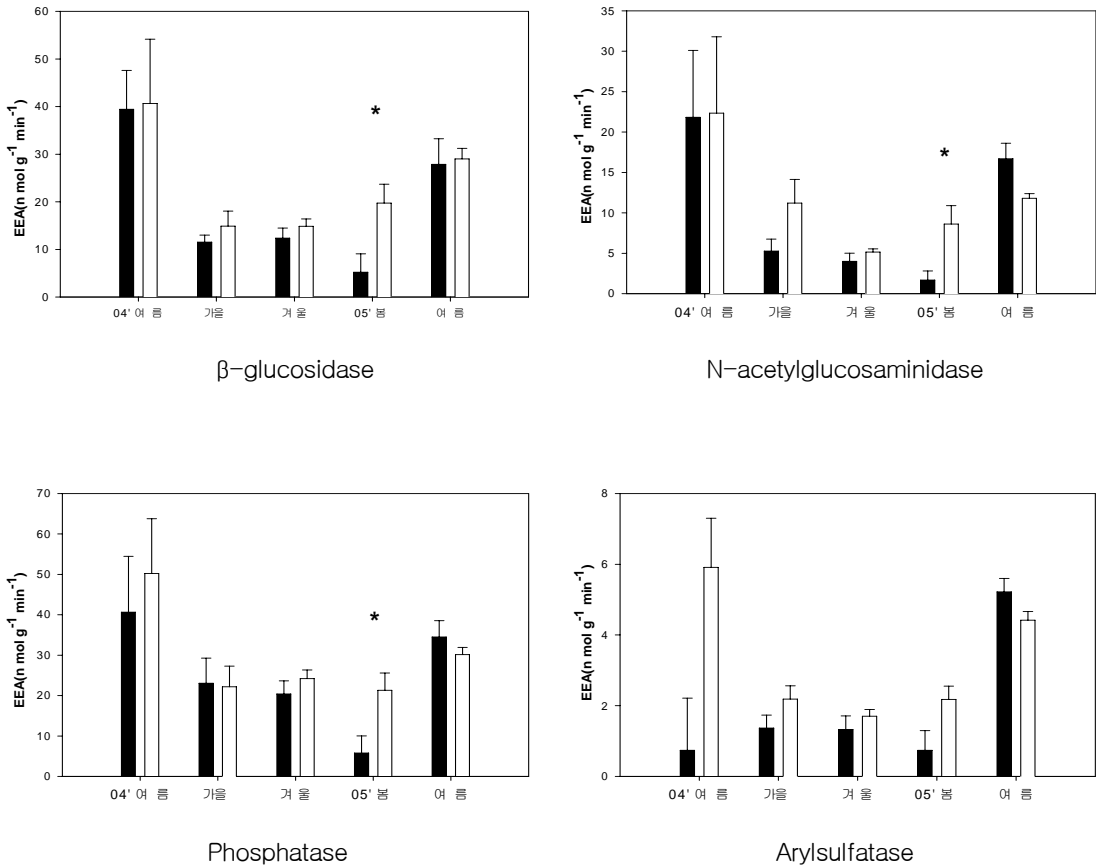 60
50
40
30
20
10
0
EEA(n mol g-1 min-1)
*
04' 여 름 가을 겨 울 05' 봄 여 름
β-glucosidase
35
30
25
20
15
10
5
0
EEA(n mol g-1 min-1)
*
04' 여 름 가을 겨 울 05' 봄 여 름
N-acetylglucosaminidase
70
60
50
40
30
20
10
0
EEA(n mol g-1 min-1)
*
04' 여 름 가을 겨 울 05' 봄 여 름
Phosphatase
8
6
4
2
0
EEA(n mol g-1 min-1)
04' 여 름 가을 겨 울 05' 봄 여 름
Arylsulfatase